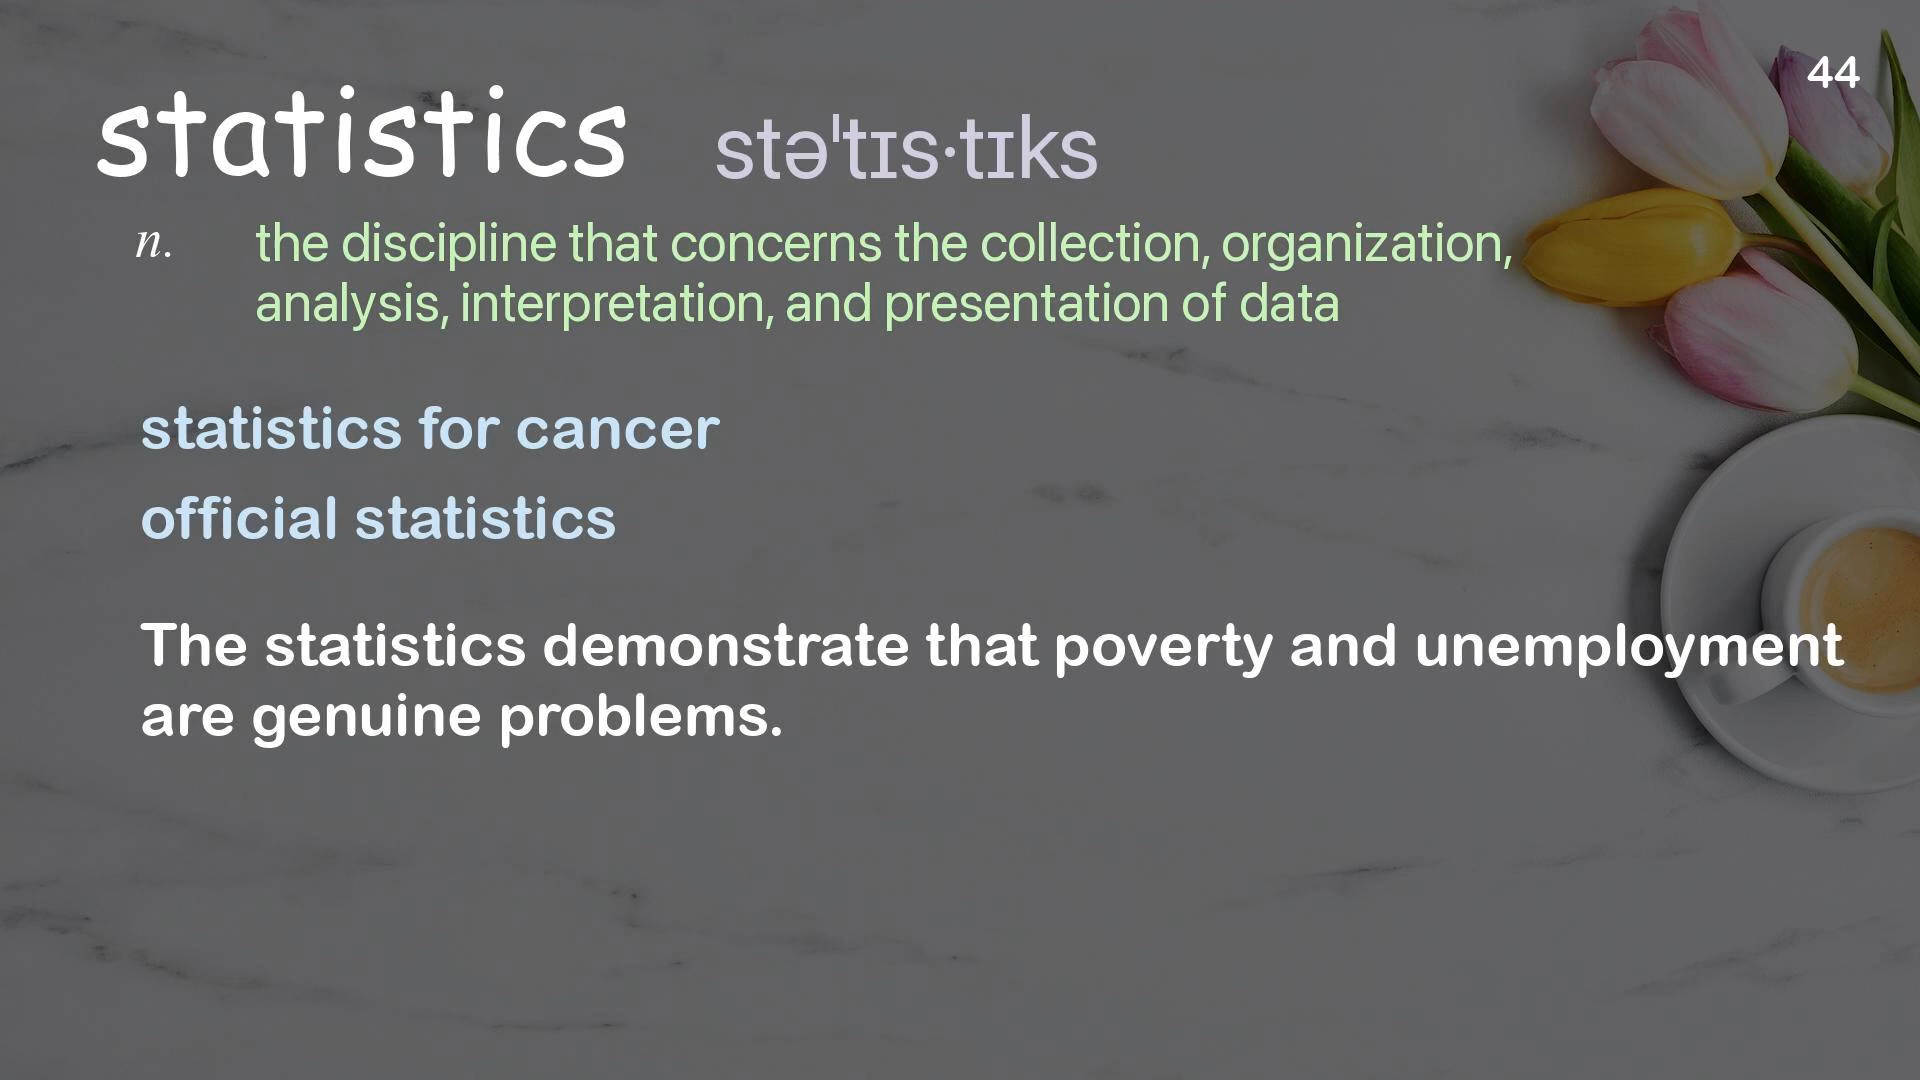 44
statistics stəˈtɪs·tɪks
n. the discipline that concerns the collection, organization,
analysis, interpretation, and presentation of data
statistics for cancer
official statistics
The statistics demonstrate that poverty and unemployment
are genuine problems.